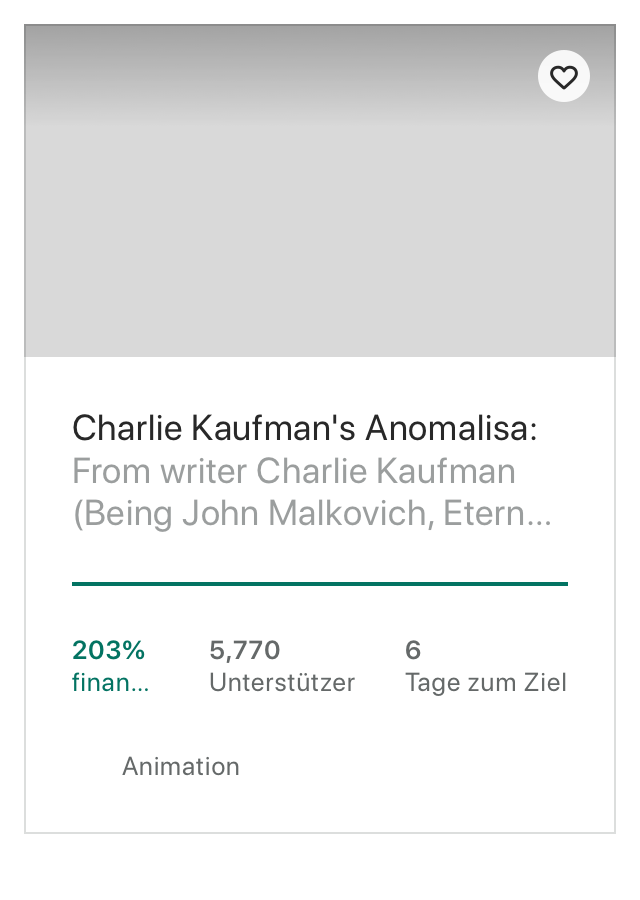 Charlie Kaufman's Anomalisa:
From writer Charlie Kaufman
(Being John Malkovich, Etern…
203% 5,770 6
finan… Unterstützer Tage zum Ziel
Animation